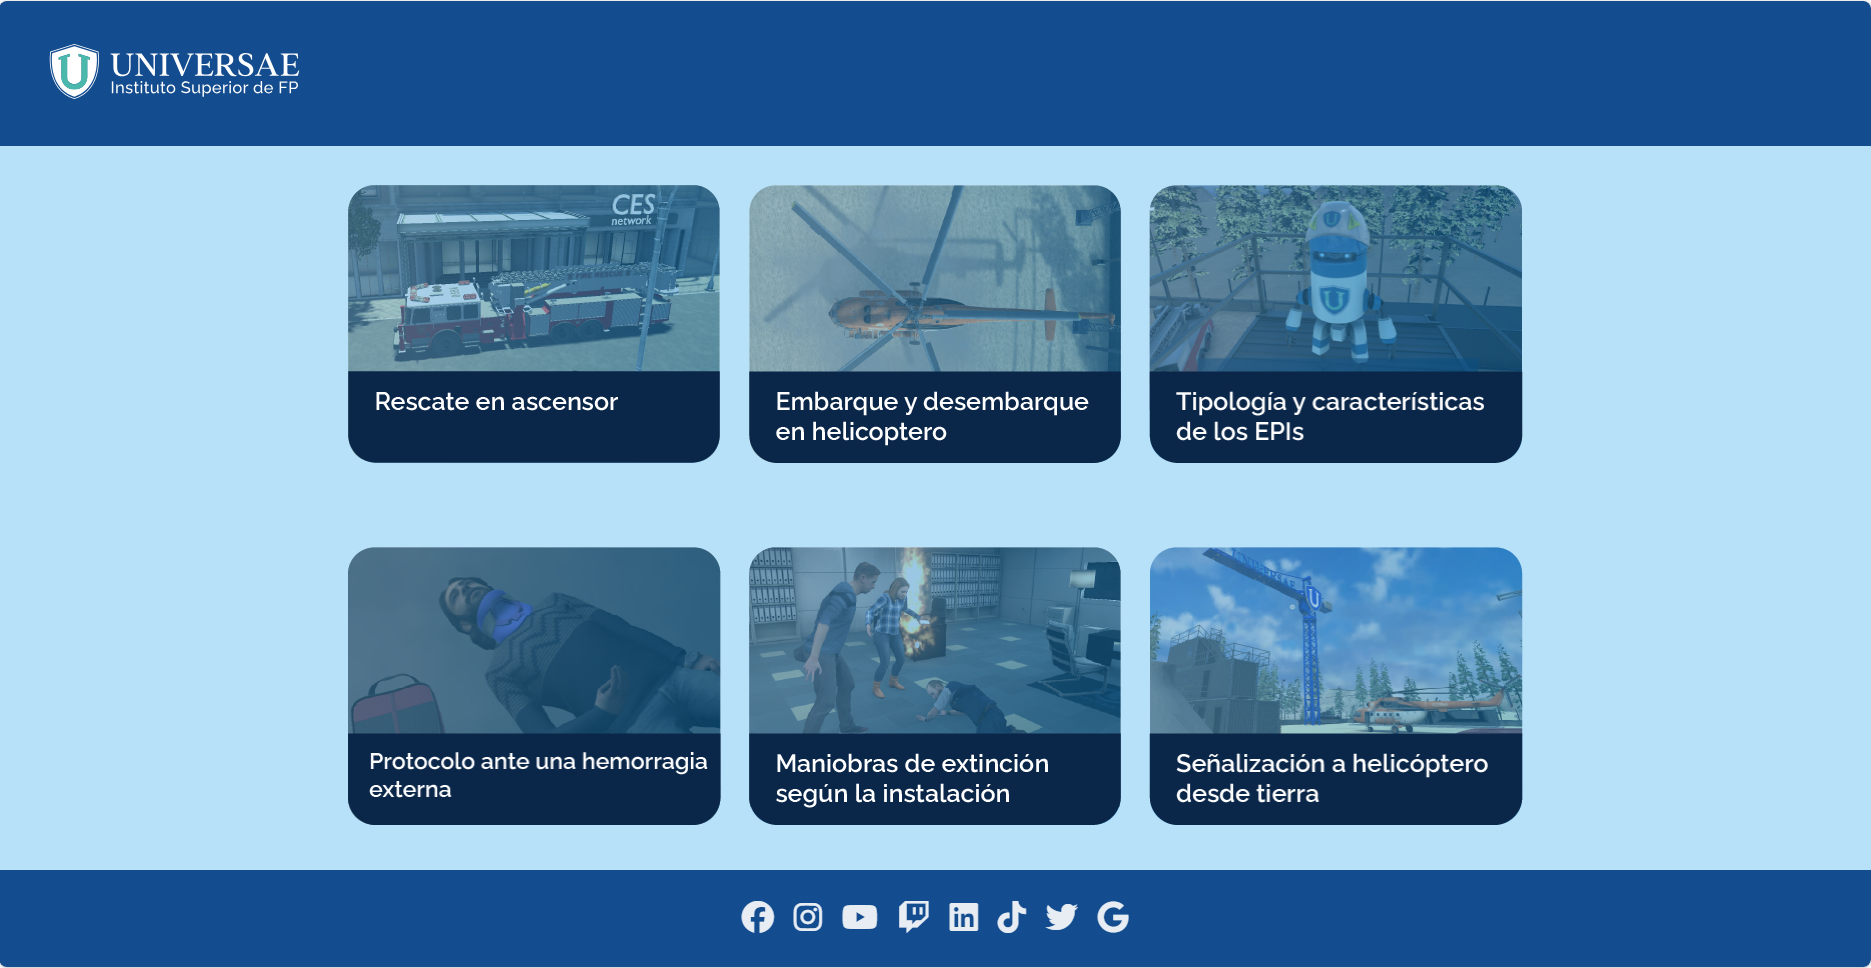 UNIVERSAE
Instituto Superior de FP
CES
network
Rescate en ascensor
Embarque y desembarque
en helicoptero
Tipología y características
de los EPIs
UNIVERSAE
Protocolo ante una hemorragia
externa
Maniobras de extinción
según la instalación
Señalización a helicóptero
desde tierra